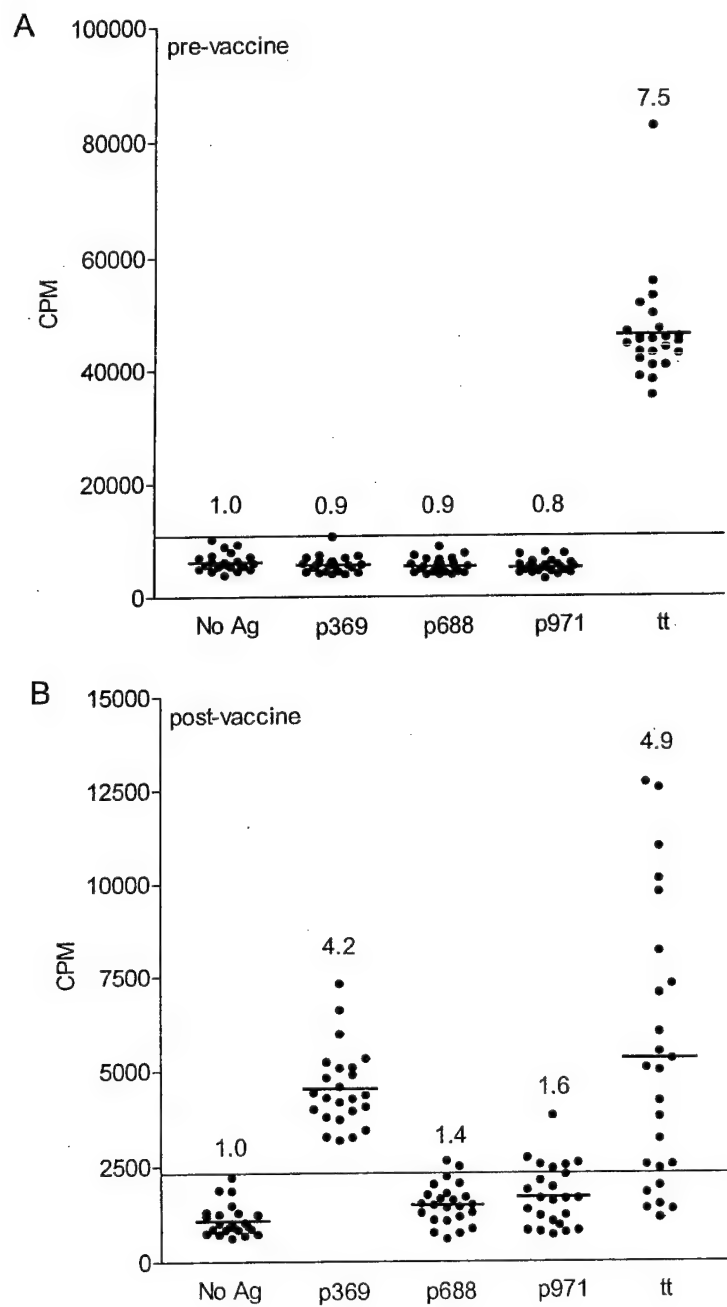 A
pre-vaccine
100000
80000
60000
40000
20000
0
CPM
1.0
0.9
0.9
0.8
7.5
No Ag
p369
p688
p971
tt
B
post-vaccine
15000
12500
10000
7500
5000
2500
0
CPM
1.0
4.2
1.4
1.6
4.9
No Ag
p369
p688
p971
tt